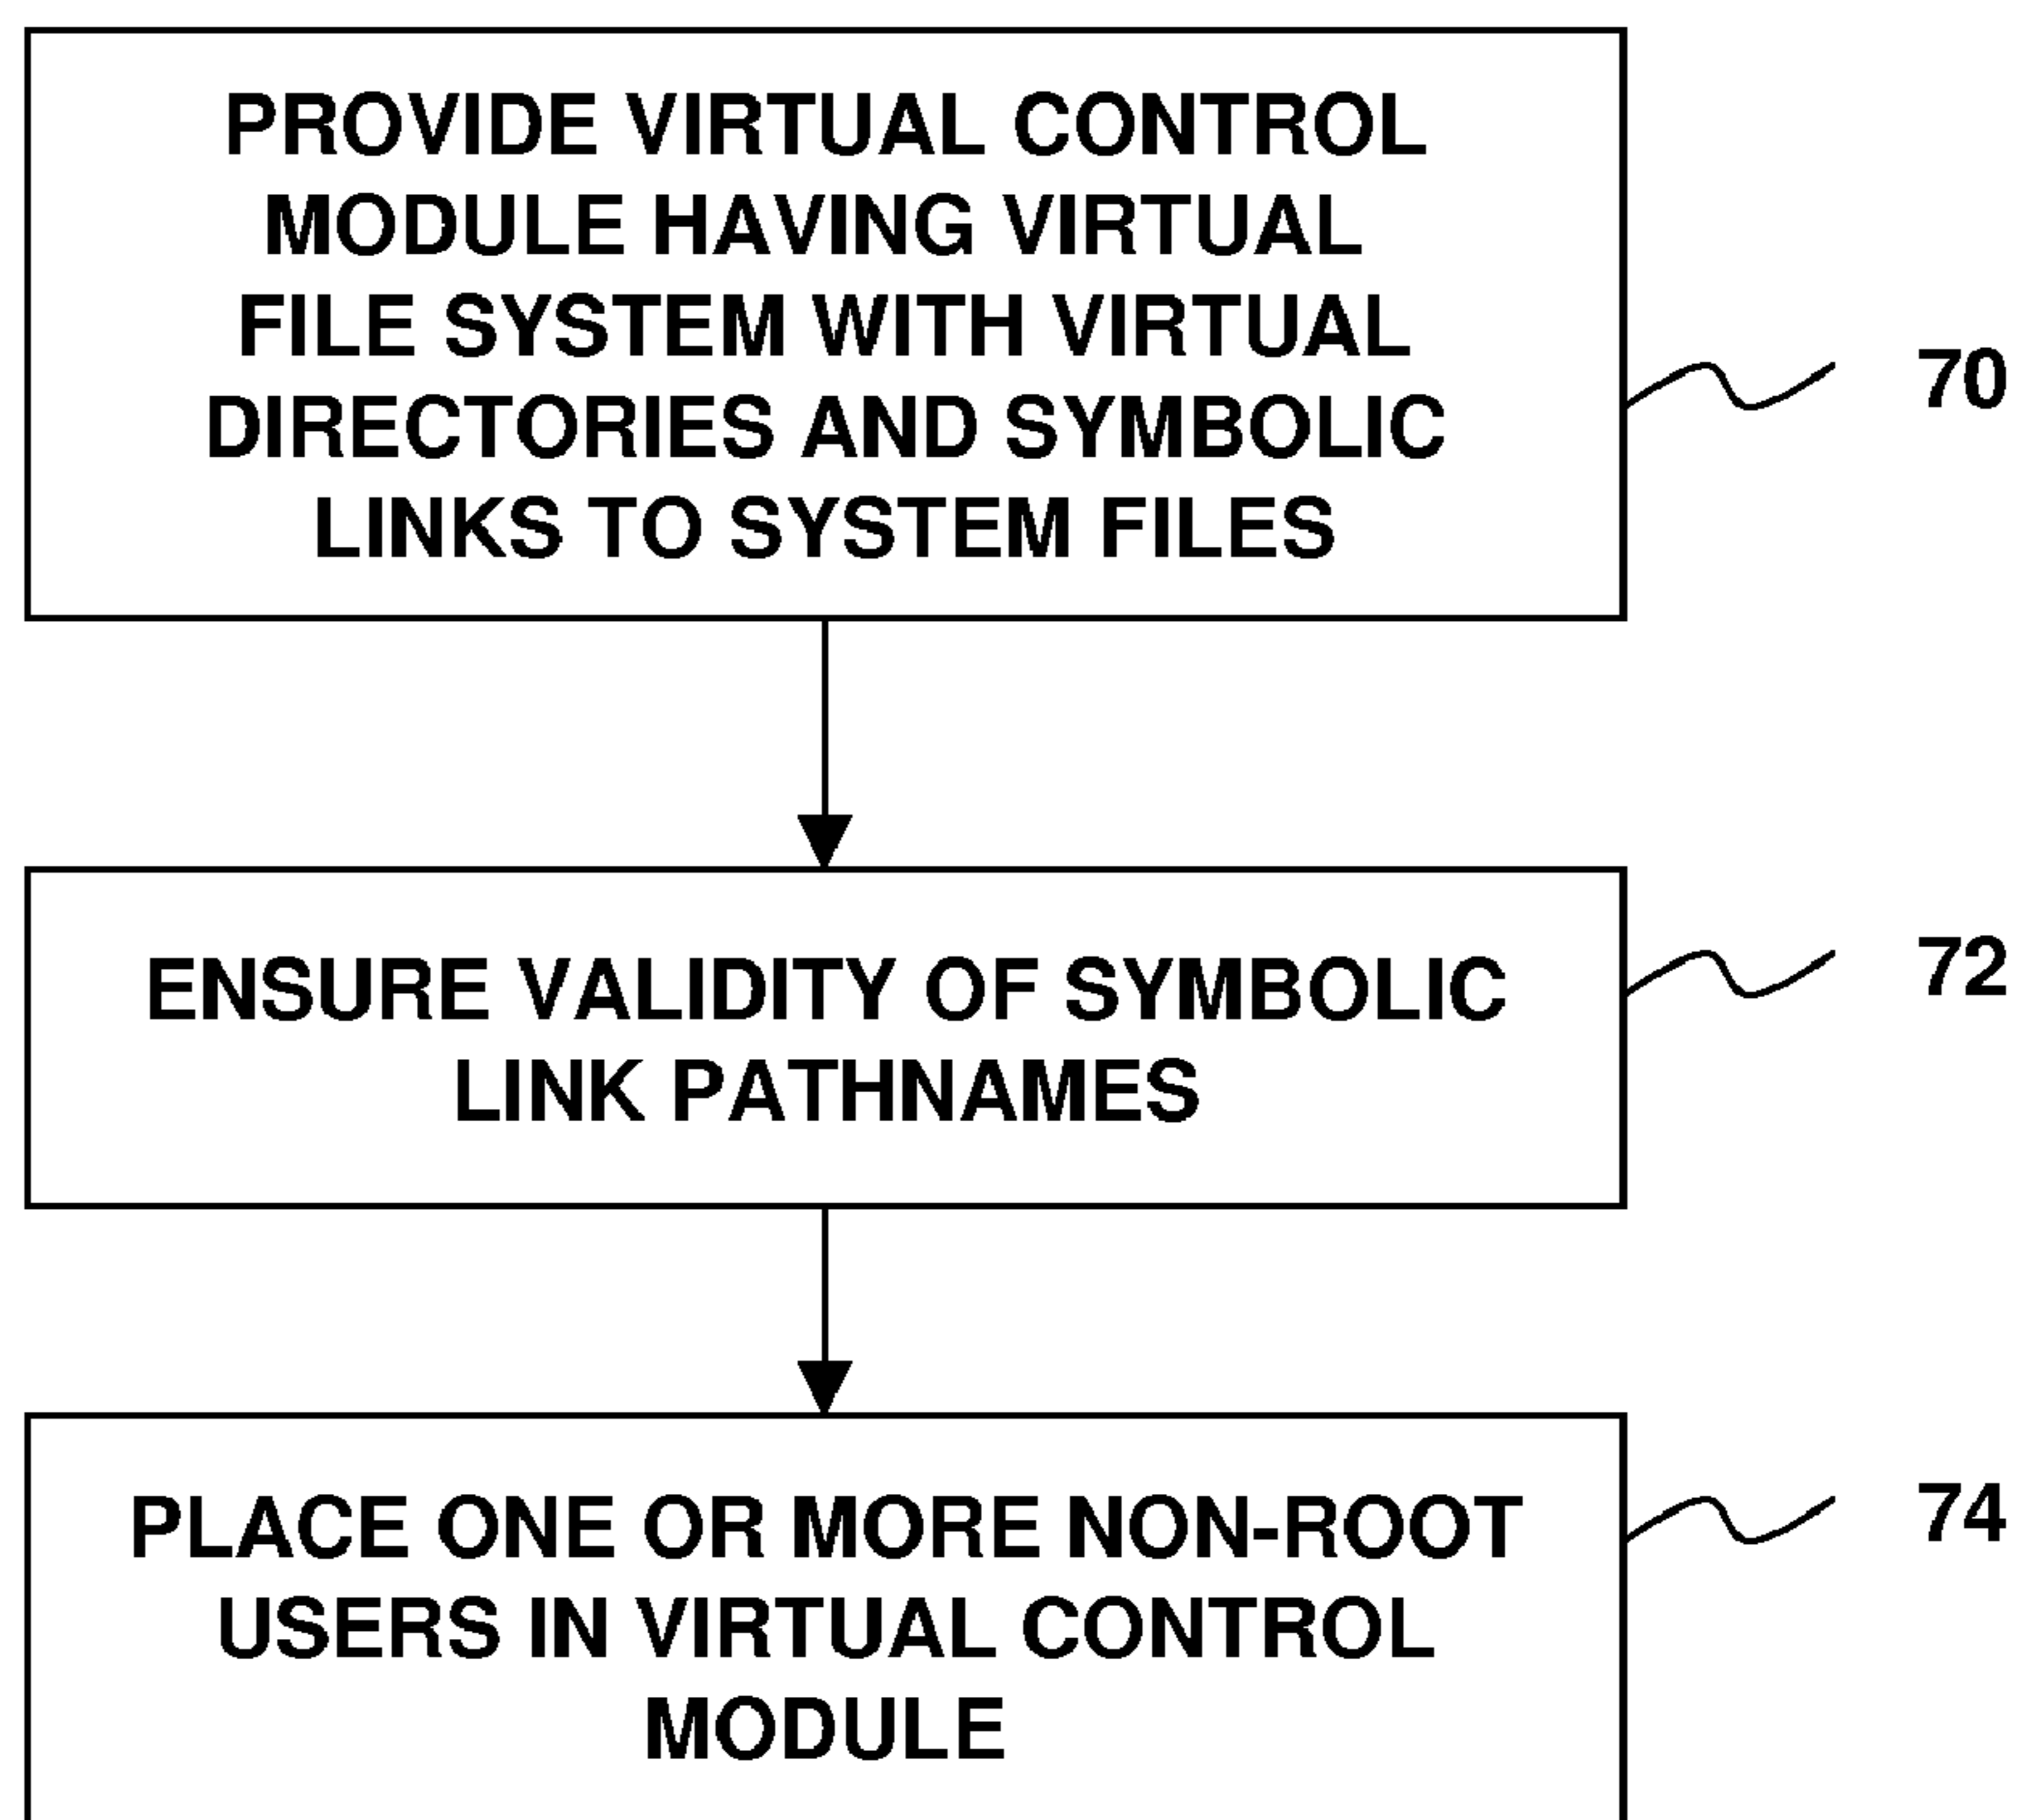 PROVIDE VIRTUAL CONTROL
MODULE HAVING VIRTUAL
FILE SYSTEM WITH VIRTUAL
DIRECTORIES AND SYMBOLIC
LINKS TO SYSTEM FILES
70
ENSURE VALIDITY OF SYMBOLIC
LINK PATHNAMES
72
PLACE ONE OR MORE NON-ROOT
USERS IN VIRTUAL CONTROL
MODULE
74